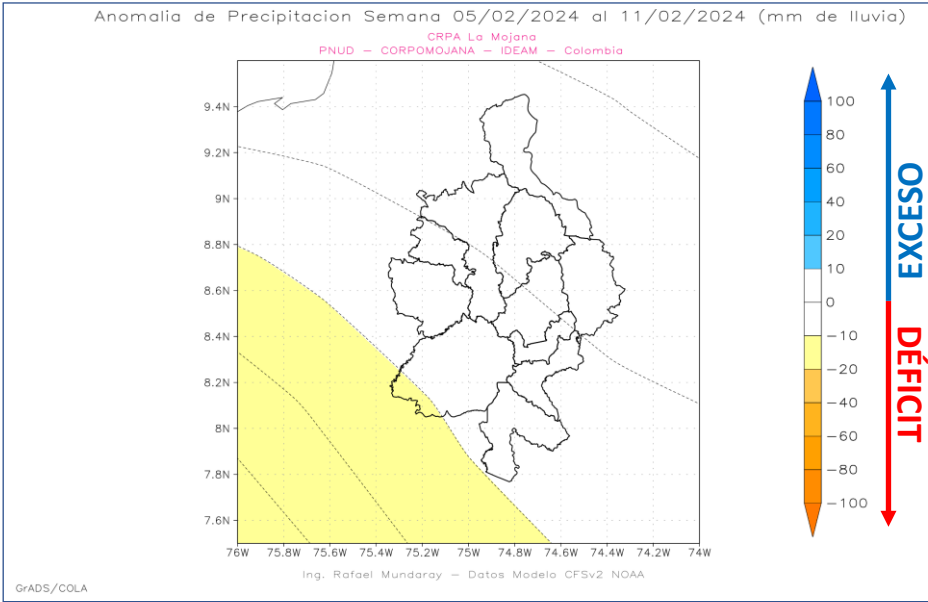 Anomalia de Precipitacion Semana 05/02/2024 al 11/02/2024 (mm de lluvia)
CRPA La Mojana
PNUD – CORPOMOJANA – IDEAM – Colombia
9.4N
9.2N
9N
8.8N
8.6N
8.4N
8.2N
8N
7.8N
7.6N
76W 75.8W 75.6W 75.4W 75.2W 75W 74.8W 74.6W 74.4W 74.2W 74W
100
80
60
40
20
10
0
−10
−20
−40
−60
−80
−100
EXCESO
DÉFICIT
Ing. Rafael Mundaray – Datos Modelo CFSv2 NOAA
GrADS/COLA